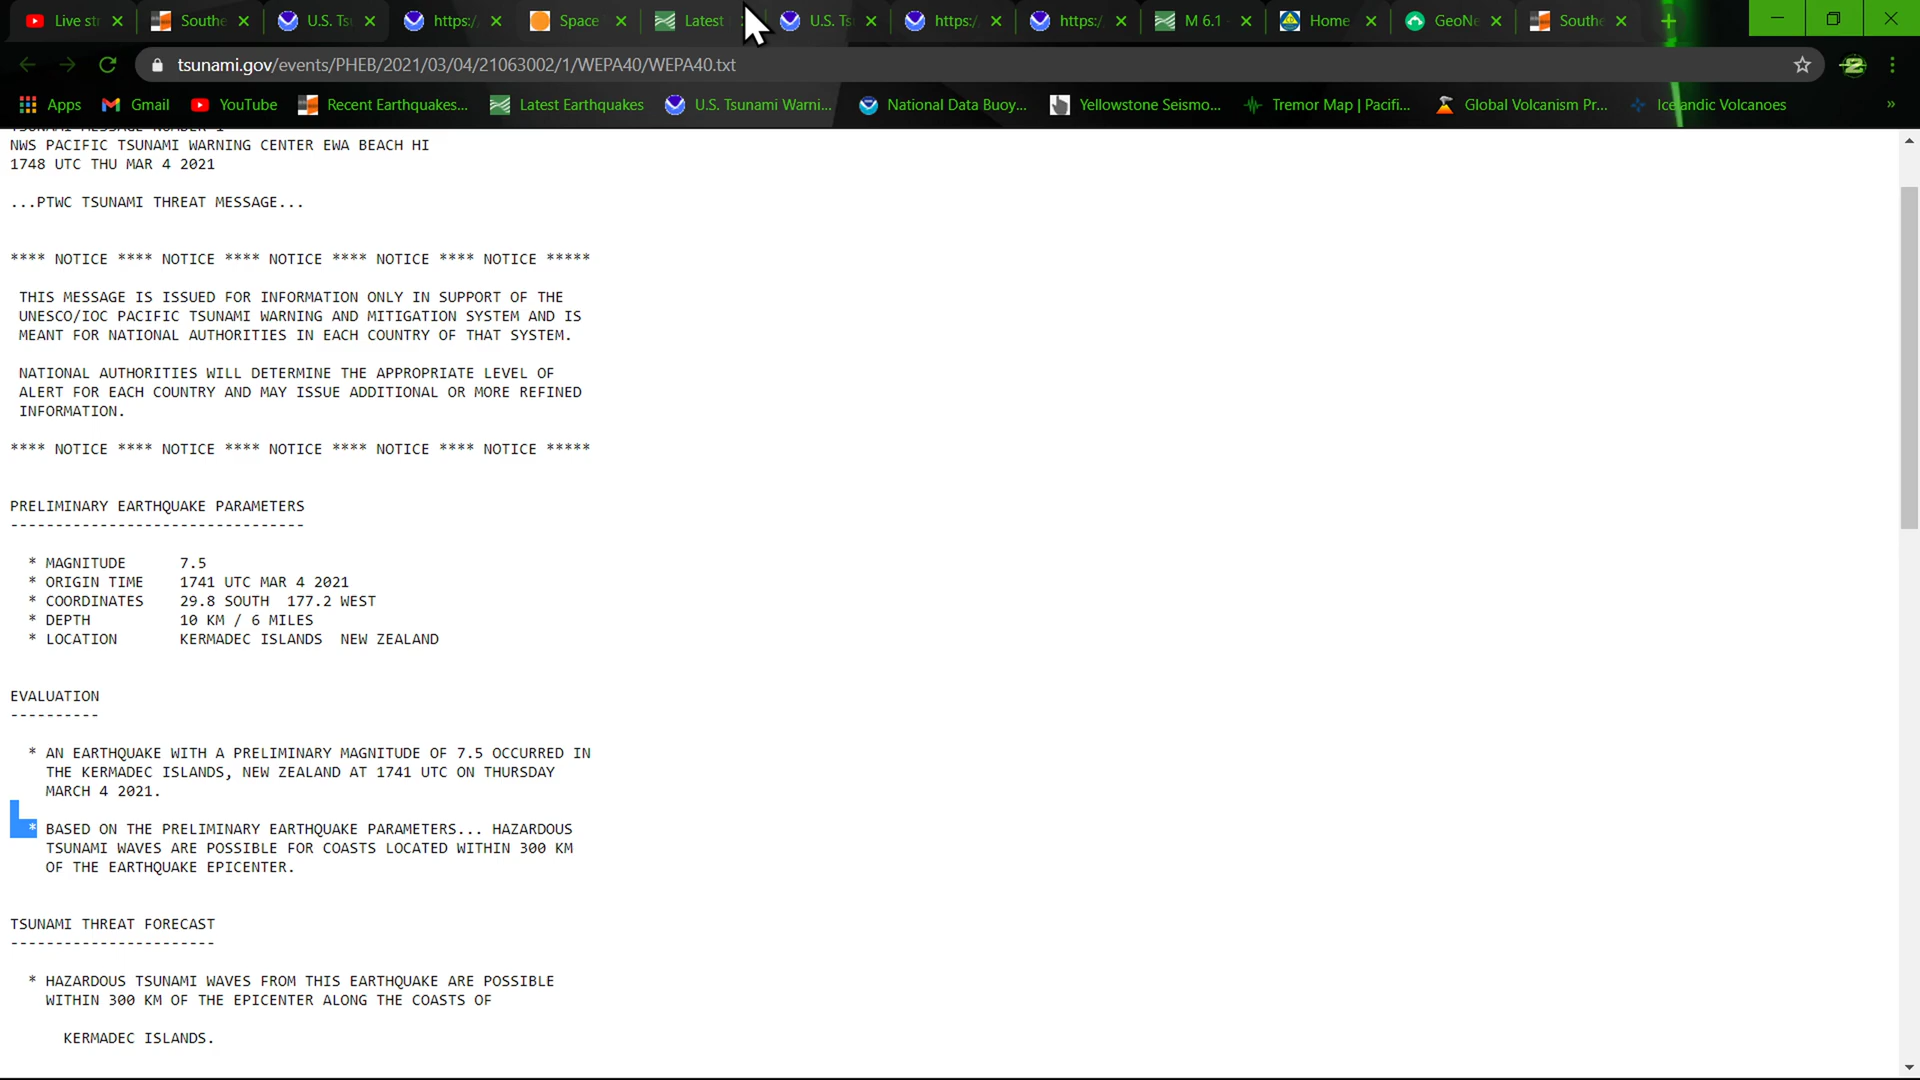 Live st
Southe
U.S. Ts
https:/
Space
Latest
U.S. Ts
https:/
https:/
M 6.1
Home
GeoNe
Southe
tsunami.gov/events/PHEB/2021/03/04/21063002/1/WEPA40/WEPA40.txt
Apps
Gmail
YouTube
Recent Earthquakes...
Latest Earthquakes
U.S. Tsunami Warni...
National Data Buoy...
Yellowstone Seismo...
Tremor Map | Pacifi...
Global Volcanism Pr...
Icelandic Volcanoes
»
TSUNAMI MESSAGE NUMBER 1
NWS PACIFIC TSUNAMI WARNING CENTER EWA BEACH HI
1748 UTC THU MAR 4 2021
...PTWC TSUNAMI THREAT MESSAGE...
**** NOTICE **** NOTICE **** NOTICE **** NOTICE **** NOTICE *****
THIS MESSAGE IS ISSUED FOR INFORMATION ONLY IN SUPPORT OF THE
UNESCO/IOC PACIFIC TSUNAMI WARNING AND MITIGATION SYSTEM AND IS
MEANT FOR NATIONAL AUTHORITIES IN EACH COUNTRY OF THAT SYSTEM.
NATIONAL AUTHORITIES WILL DETERMINE THE APPROPRIATE LEVEL OF
ALERT FOR EACH COUNTRY AND MAY ISSUE ADDITIONAL OR MORE REFINED
INFORMATION.
**** NOTICE **** NOTICE **** NOTICE **** NOTICE **** NOTICE *****
PRELIMINARY EARTHQUAKE PARAMETERS
---------------------------------
* MAGNITUDE 7.5
* ORIGIN TIME 1741 UTC MAR 4 2021
* COORDINATES 29.8 SOUTH 177.2 WEST
* DEPTH 10 KM / 6 MILES
* LOCATION KERMADEC ISLANDS NEW ZEALAND
EVALUATION
----------
* AN EARTHQUAKE WITH A PRELIMINARY MAGNITUDE OF 7.5 OCCURRED IN
THE KERMADEC ISLANDS, NEW ZEALAND AT 1741 UTC ON THURSDAY
MARCH 4 2021.
* BASED ON THE PRELIMINARY EARTHQUAKE PARAMETERS... HAZARDOUS
TSUNAMI WAVES ARE POSSIBLE FOR COASTS LOCATED WITHIN 300 KM
OF THE EARTHQUAKE EPICENTER.
TSUNAMI THREAT FORECAST
-----------------------
* HAZARDOUS TSUNAMI WAVES FROM THIS EARTHQUAKE ARE POSSIBLE
WITHIN 300 KM OF THE EPICENTER ALONG THE COASTS OF
KERMADEC ISLANDS.